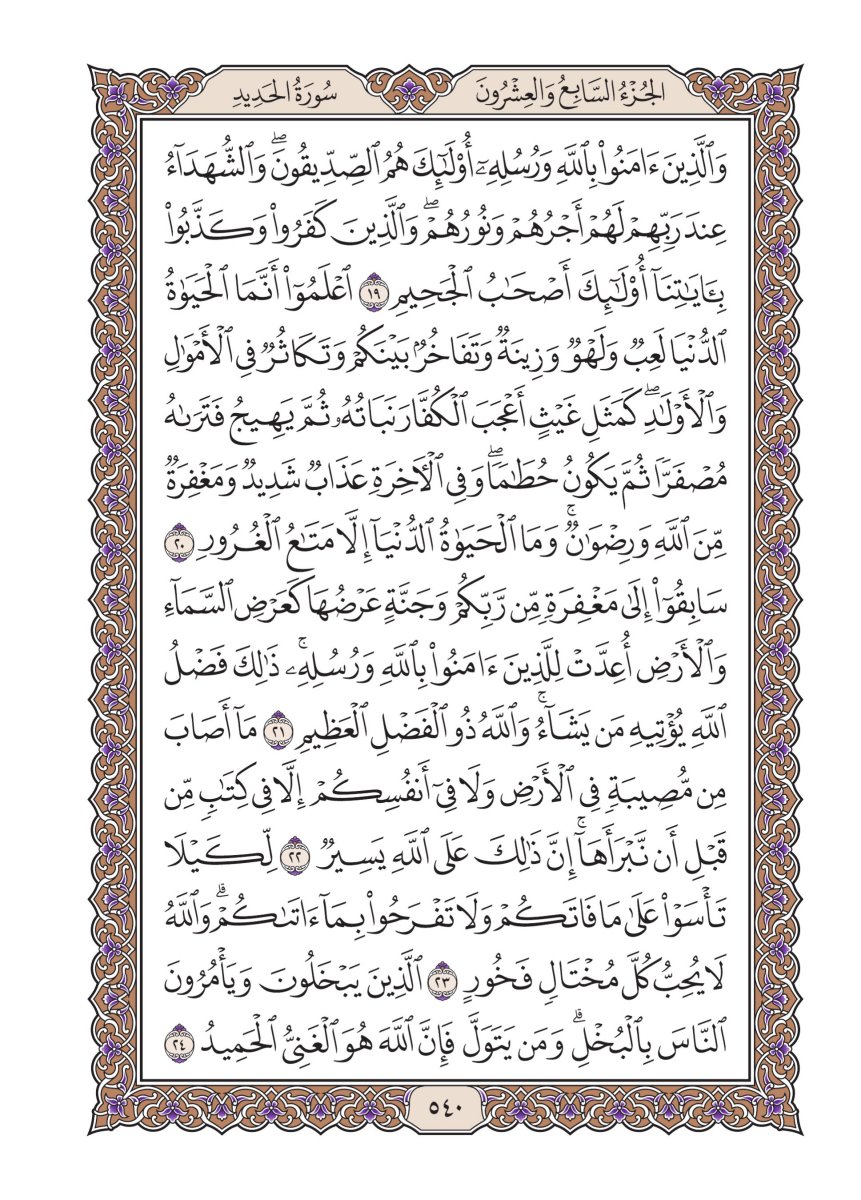 الجُزْءُ السَّابِعُ وَالعِشْرُونَ
سُورَةُ الحَدِيدِ
وَٱلَّذِينَ ءَامَنُوا۟ بِٱللَّهِ وَرُسُلِهِۦٓ أُو۟لَـٰٓئِكَ هُمُ ٱلصِّدِّيقُونَ ۖ وَٱلشُّهَدَآءُ
عِندَ رَبِّهِمْ لَهُمْ أَجْرُهُمْ وَنُورُهُمْ ۖ وَٱلَّذِينَ كَفَرُوا۟ وَكَذَّبُوا۟
بِـَٔايَـٰتِنَآ أُو۟لَـٰٓئِكَ أَصْحَـٰبُ ٱلْجَحِيمِ ١٩ ٱعْلَمُوٓا۟ أَنَّمَا ٱلْحَيَوٰةُ
ٱلدُّنْيَا لَعِبٌ وَلَهْوٌ وَزِينَةٌ وَتَفَاخُرٌۢ بَيْنَكُمْ وَتَكَاثُرٌ فِى ٱلْأَمْوَٰلِ
وَٱلْأَوْلَـٰدِ ۖ كَمَثَلِ غَيْثٍ أَعْجَبَ ٱلْكُفَّارَ نَبَاتُهُۥ ثُمَّ يَهِيجُ فَتَرَىٰهُ
مُصْفَرًّا ثُمَّ يَكُونُ حُطَـٰمًا ۖ وَفِى ٱلْـَٔاخِرَةِ عَذَابٌ شَدِيدٌ وَمَغْفِرَةٌ
مِّنَ ٱللَّهِ وَرِضْوَٰنٌ ۚ وَمَا ٱلْحَيَوٰةُ ٱلدُّنْيَآ إِلَّا مَتَـٰعُ ٱلْغُرُورِ ٢٠
سَابِقُوٓا۟ إِلَىٰ مَغْفِرَةٍ مِّن رَّبِّكُمْ وَجَنَّةٍ عَرْضُهَا كَعَرْضِ ٱلسَّمَآءِ
وَٱلْأَرْضِ أُعِدَّتْ لِلَّذِينَ ءَامَنُوا۟ بِٱللَّهِ وَرُسُلِهِۦ ۚ ذَٰلِكَ فَضْلُ
ٱللَّهِ يُؤْتِيهِ مَن يَشَآءُ ۚ وَٱللَّهُ ذُو ٱلْفَضْلِ ٱلْعَظِيمِ ٢١ مَآ أَصَابَ
مِن مُّصِيبَةٍ فِى ٱلْأَرْضِ وَلَا فِىٓ أَنفُسِكُمْ إِلَّا فِى كِتَـٰبٍ مِّن
قَبْلِ أَن نَّبْرَأَهَآ ۚ إِنَّ ذَٰلِكَ عَلَى ٱللَّهِ يَسِيرٌ ٢٢ لِّكَيْلَا
تَأْسَوْا۟ عَلَىٰ مَا فَاتَكُمْ وَلَا تَفْرَحُوا۟ بِمَآ ءَاتَىٰكُمْ ۗ وَٱللَّهُ
لَا يُحِبُّ كُلَّ مُخْتَالٍ فَخُورٍ ٢٣ ٱلَّذِينَ يَبْخَلُونَ وَيَأْمُرُونَ
ٱلنَّاسَ بِٱلْبُخْلِ ۗ وَمَن يَتَوَلَّ فَإِنَّ ٱللَّهَ هُوَ ٱلْغَنِىُّ ٱلْحَمِيدُ ٢٤
٥٤٠